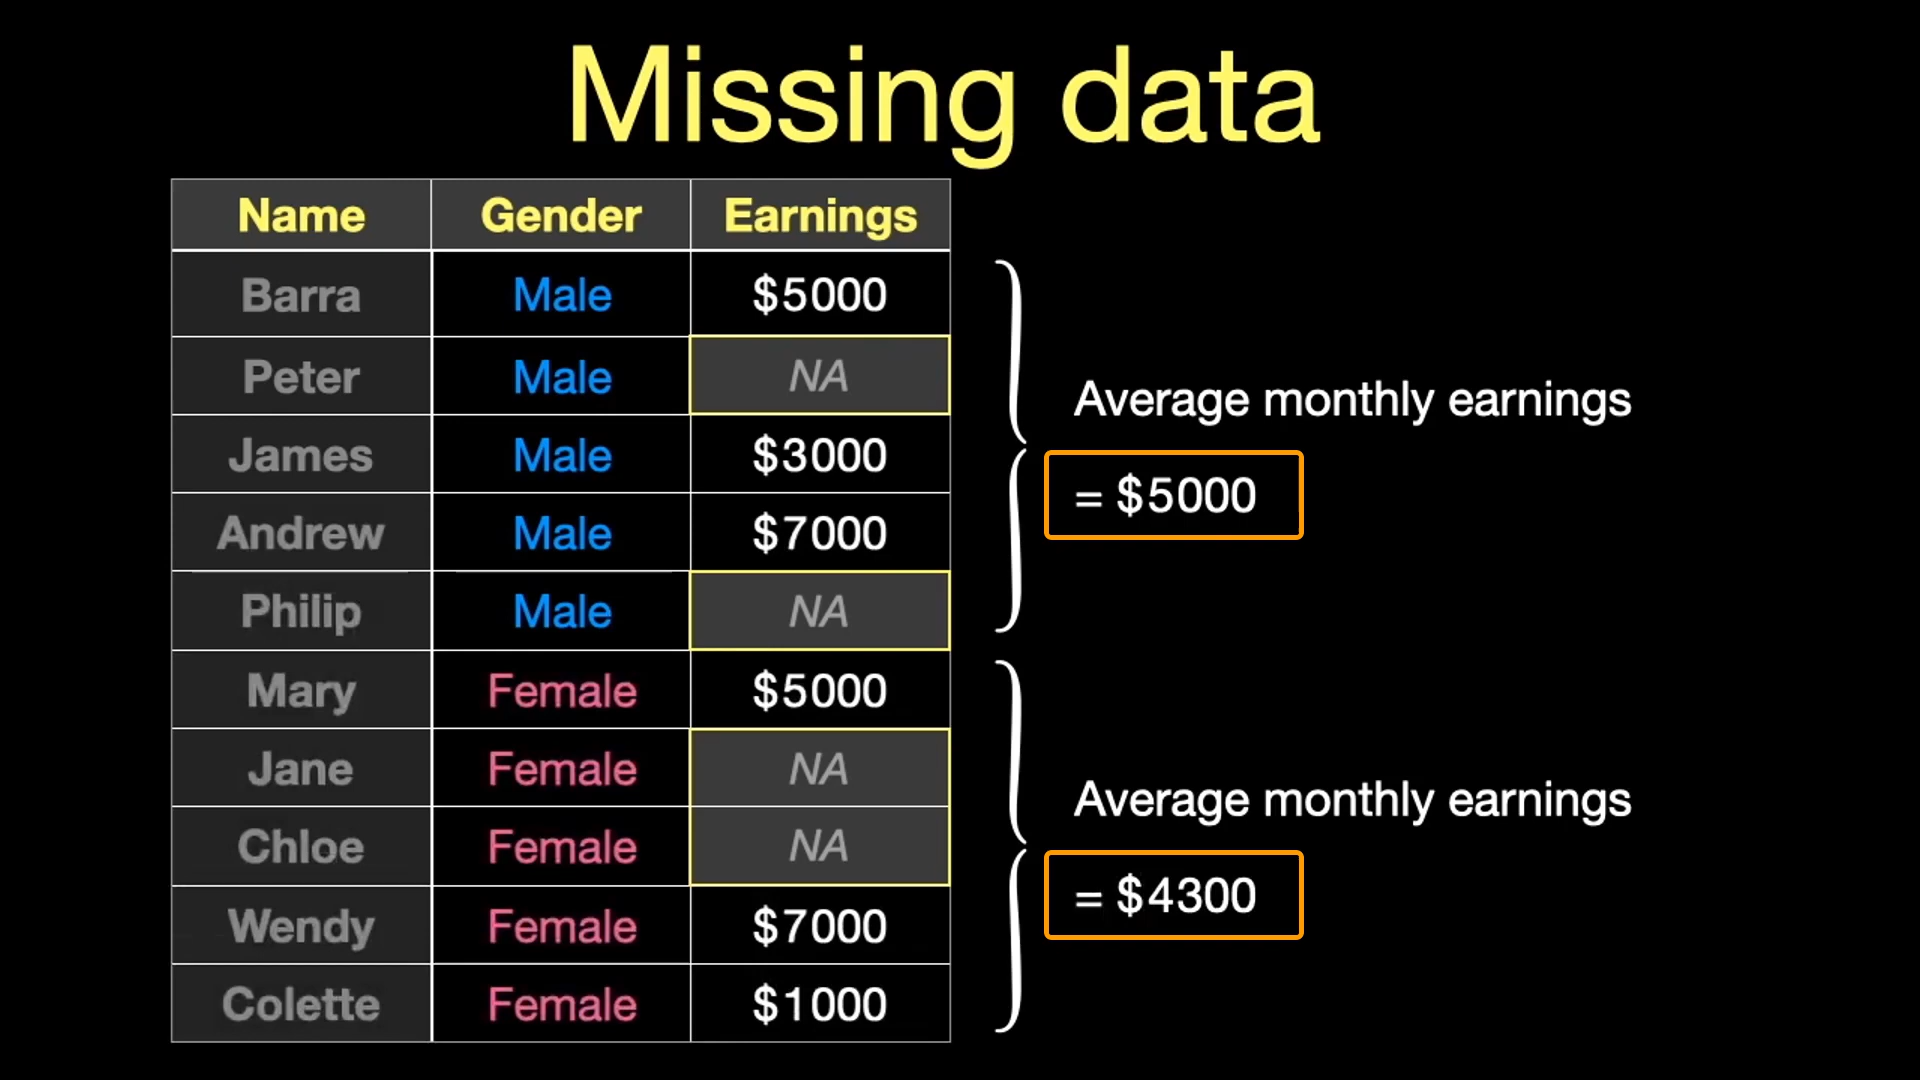 Missing data
Name Gender Earnings
Barra Male $5000
Peter Male NA
James Male $3000
Andrew Male $7000
Philip Male NA
Mary Female $5000
Jane Female NA
Chloe Female NA
Wendy Female $7000
Colette Female $1000
Average monthly earnings
= $5000
Average monthly earnings
= $4300